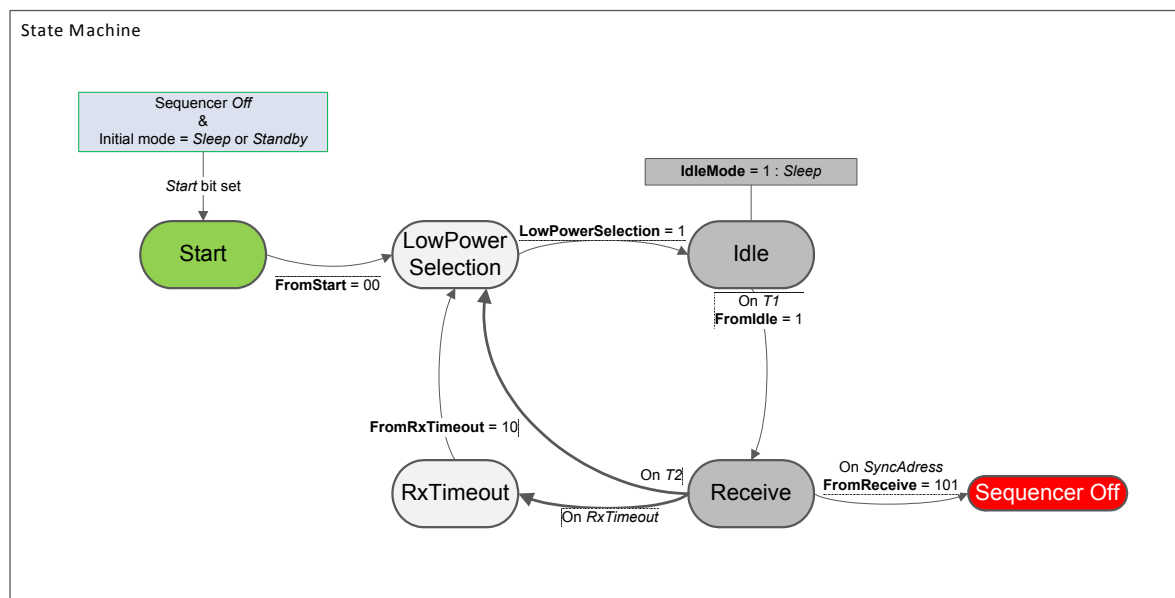 State Machine
Sequencer Off
&
Initial mode = Sleep or Standby
Start bit set
IdleMode = 1 : Sleep
Start
FromStart = 00
LowPower
Selection
LowPowerSelection = 1
Idle
On T1
FromIdle = 1
FromRxTimeout = 10
On T2
RxTimeout
On RxTimeout
Receive
On SyncAdress
FromReceive = 101
Sequencer Off